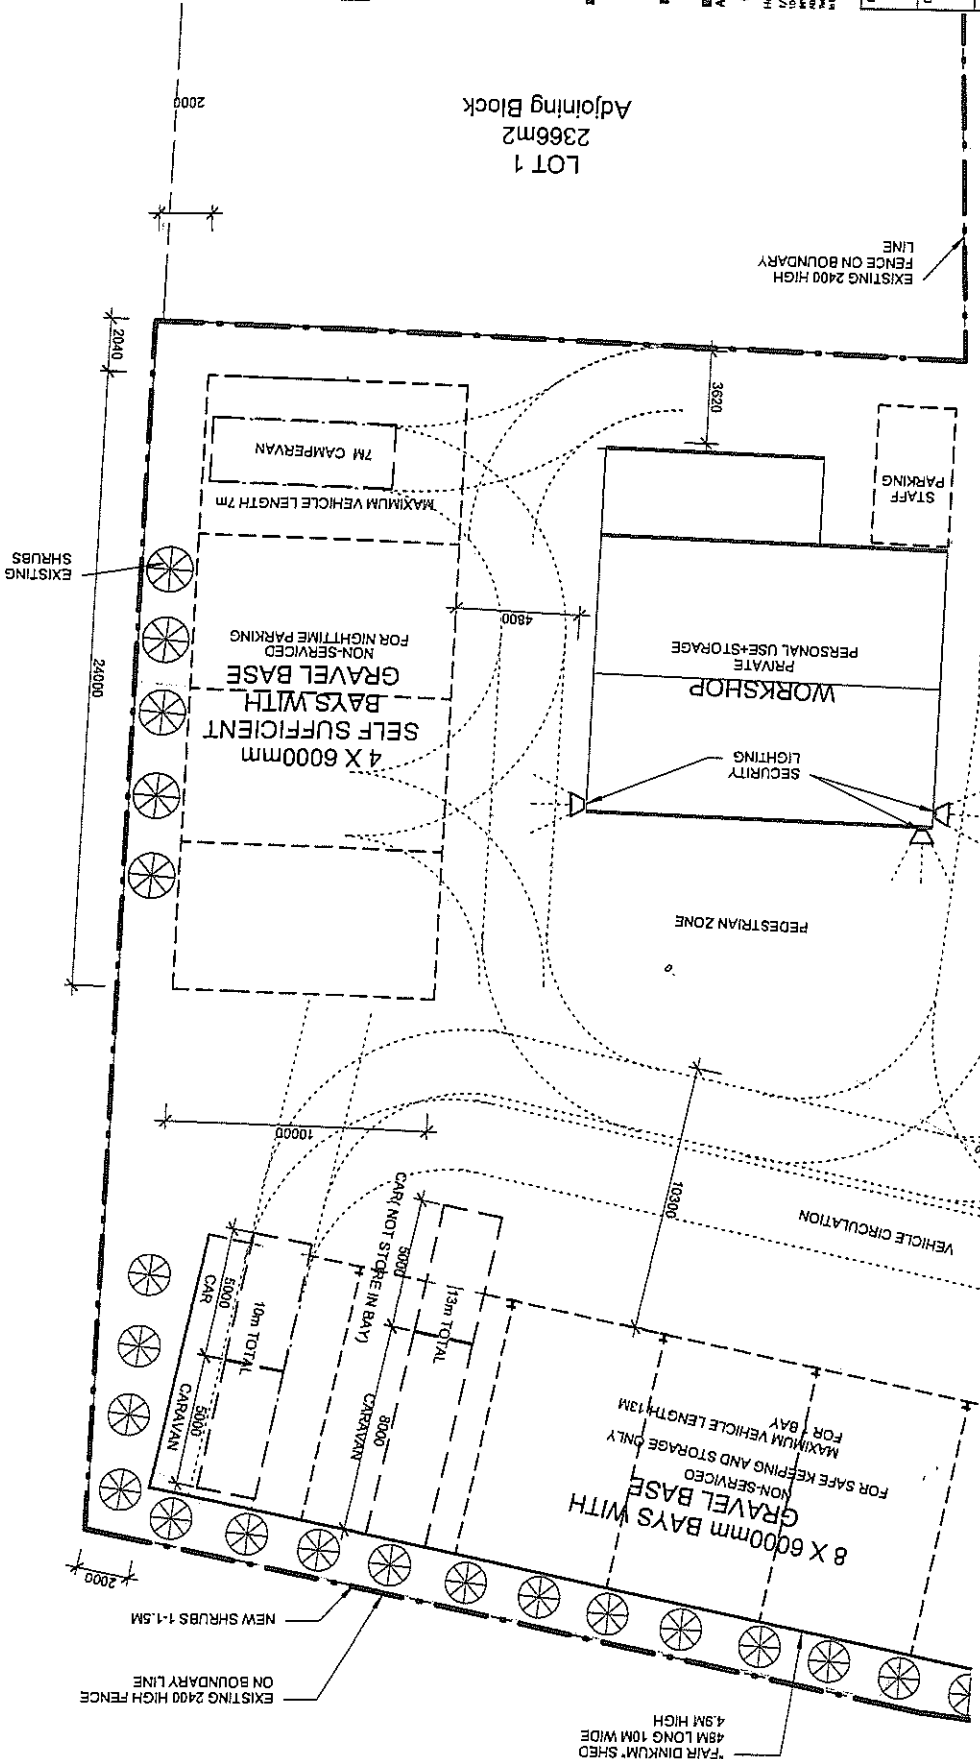 "FAIR DINKUM" SHED
48M LONG 10M WIDE
4.9M HIGH
EXISTING 2400 HIGH FENCE
ON BOUNDARY LINE
NEW SHRUBS 1-1.5M
2000
8 X 6000mm BAYS WITH
GRAVEL BASE
NON-SERVICED
FOR SAFE KEEPING AND STORAGE ONLY
MAXIMUM VEHICLE LENGTH 13M
FOR 1 BAY
CARAVAN
8000
13m TOTAL
5000
CAR( NOT STORE IN BAY)
CARAVAN
5000
10m TOTAL
5000
CAR
VEHICLE CIRCULATION
10300
10000
PEDESTRIAN ZONE
SECURITY
LIGHTING
WORKSHOP
PRIVATE
PERSONAL USE+STORAGE
4800
4 X 6000mm
SELF SUFFICIENT
BAYS WITH
GRAVEL BASE
NON-SERVICED
FOR NIGHTTIME PARKING
24000
EXISTING
SHRUBS
MAXIMUM VEHICLE LENGTH 7m
7M CAMPERVAN
STAFF
PARKING
3620
2040
EXISTING 2400 HIGH
FENCE ON BOUNDARY
LINE
LOT 1
2366m2
Adjoining Block
2000